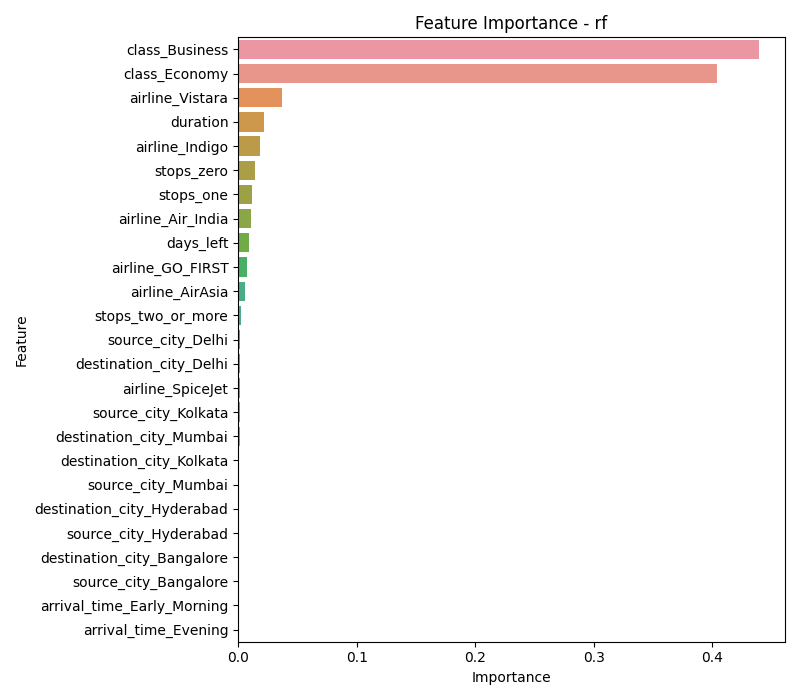 Feature Importance - rf
class_Business
class_Economy
airline_Vistara
duration
airline_Indigo
stops_zero
stops_one
airline_Air_India
days_left
airline_GO_FIRST
airline_AirAsia
stops_two_or_more
source_city_Delhi
destination_city_Delhi
airline_SpiceJet
source_city_Kolkata
destination_city_Mumbai
destination_city_Kolkata
source_city_Mumbai
destination_city_Hyderabad
source_city_Hyderabad
destination_city_Bangalore
source_city_Bangalore
arrival_time_Early_Morning
arrival_time_Evening
Feature
0.0 0.1 0.2 0.3 0.4
Importance